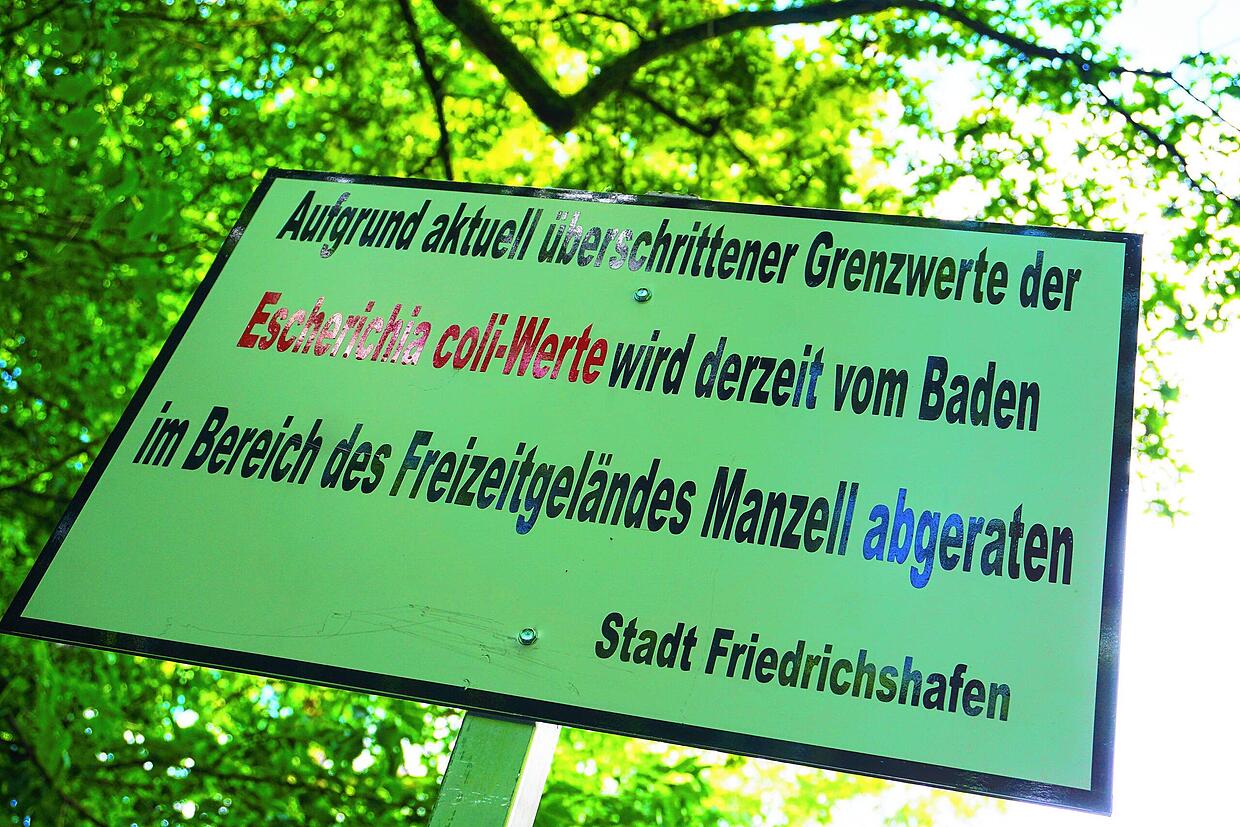 Aufgrund aktuell überschrittener Grenzwerte der
Escherichia coli-Werte wird derzeit vom Baden
im Bereich des Freizeitgeländes Manzell abgeraten
Stadt Friedrichshafen